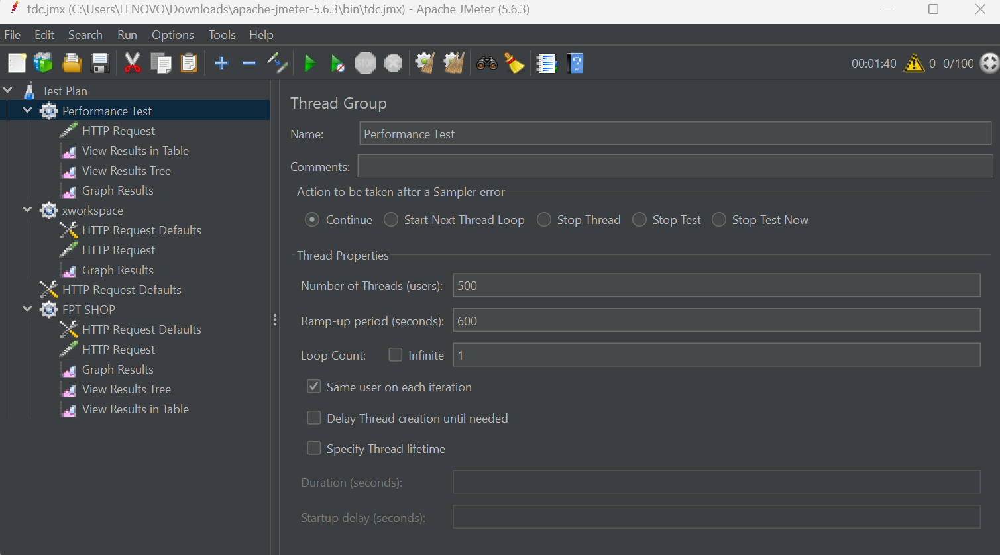 tdc.jmx (C:\Users\LENOVO\Downloads\apache-jmeter-5.6.3\bin\tdc.jmx) - Apache JMeter (5.6.3)
File Edit Search Run Options Tools Help
STOP 00:01:40 0 0/100
Test Plan
Performance Test
HTTP Request
View Results in Table
View Results Tree
Graph Results
xworkspace
HTTP Request Defaults
HTTP Request
Graph Results
HTTP Request Defaults
FPT SHOP
HTTP Request Defaults
HTTP Request
Graph Results
View Results Tree
View Results in Table
Thread Group
Name: Performance Test
Comments:
Action to be taken after a Sampler error
Continue Start Next Thread Loop Stop Thread Stop Test Stop Test Now
Thread Properties
Number of Threads (users): 500
Ramp-up period (seconds): 600
Loop Count: Infinite 1
Same user on each iteration
Delay Thread creation until needed
Specify Thread lifetime
Duration (seconds):
Startup delay (seconds):